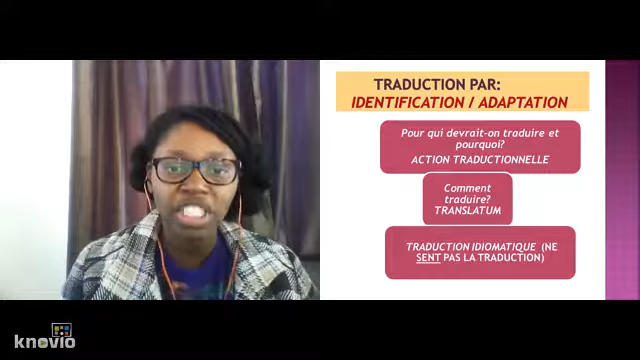 TRADUCTION PAR:
IDENTIFICATION / ADAPTATION
Pour qui devrait-on traduire et
pourquoi?
ACTION TRADUCTIONNELLE
Comment
traduire?
TRANSLATUM
TRADUCTION IDIOMATIQUE (NE
SENT PAS LA TRADUCTION)
knovio